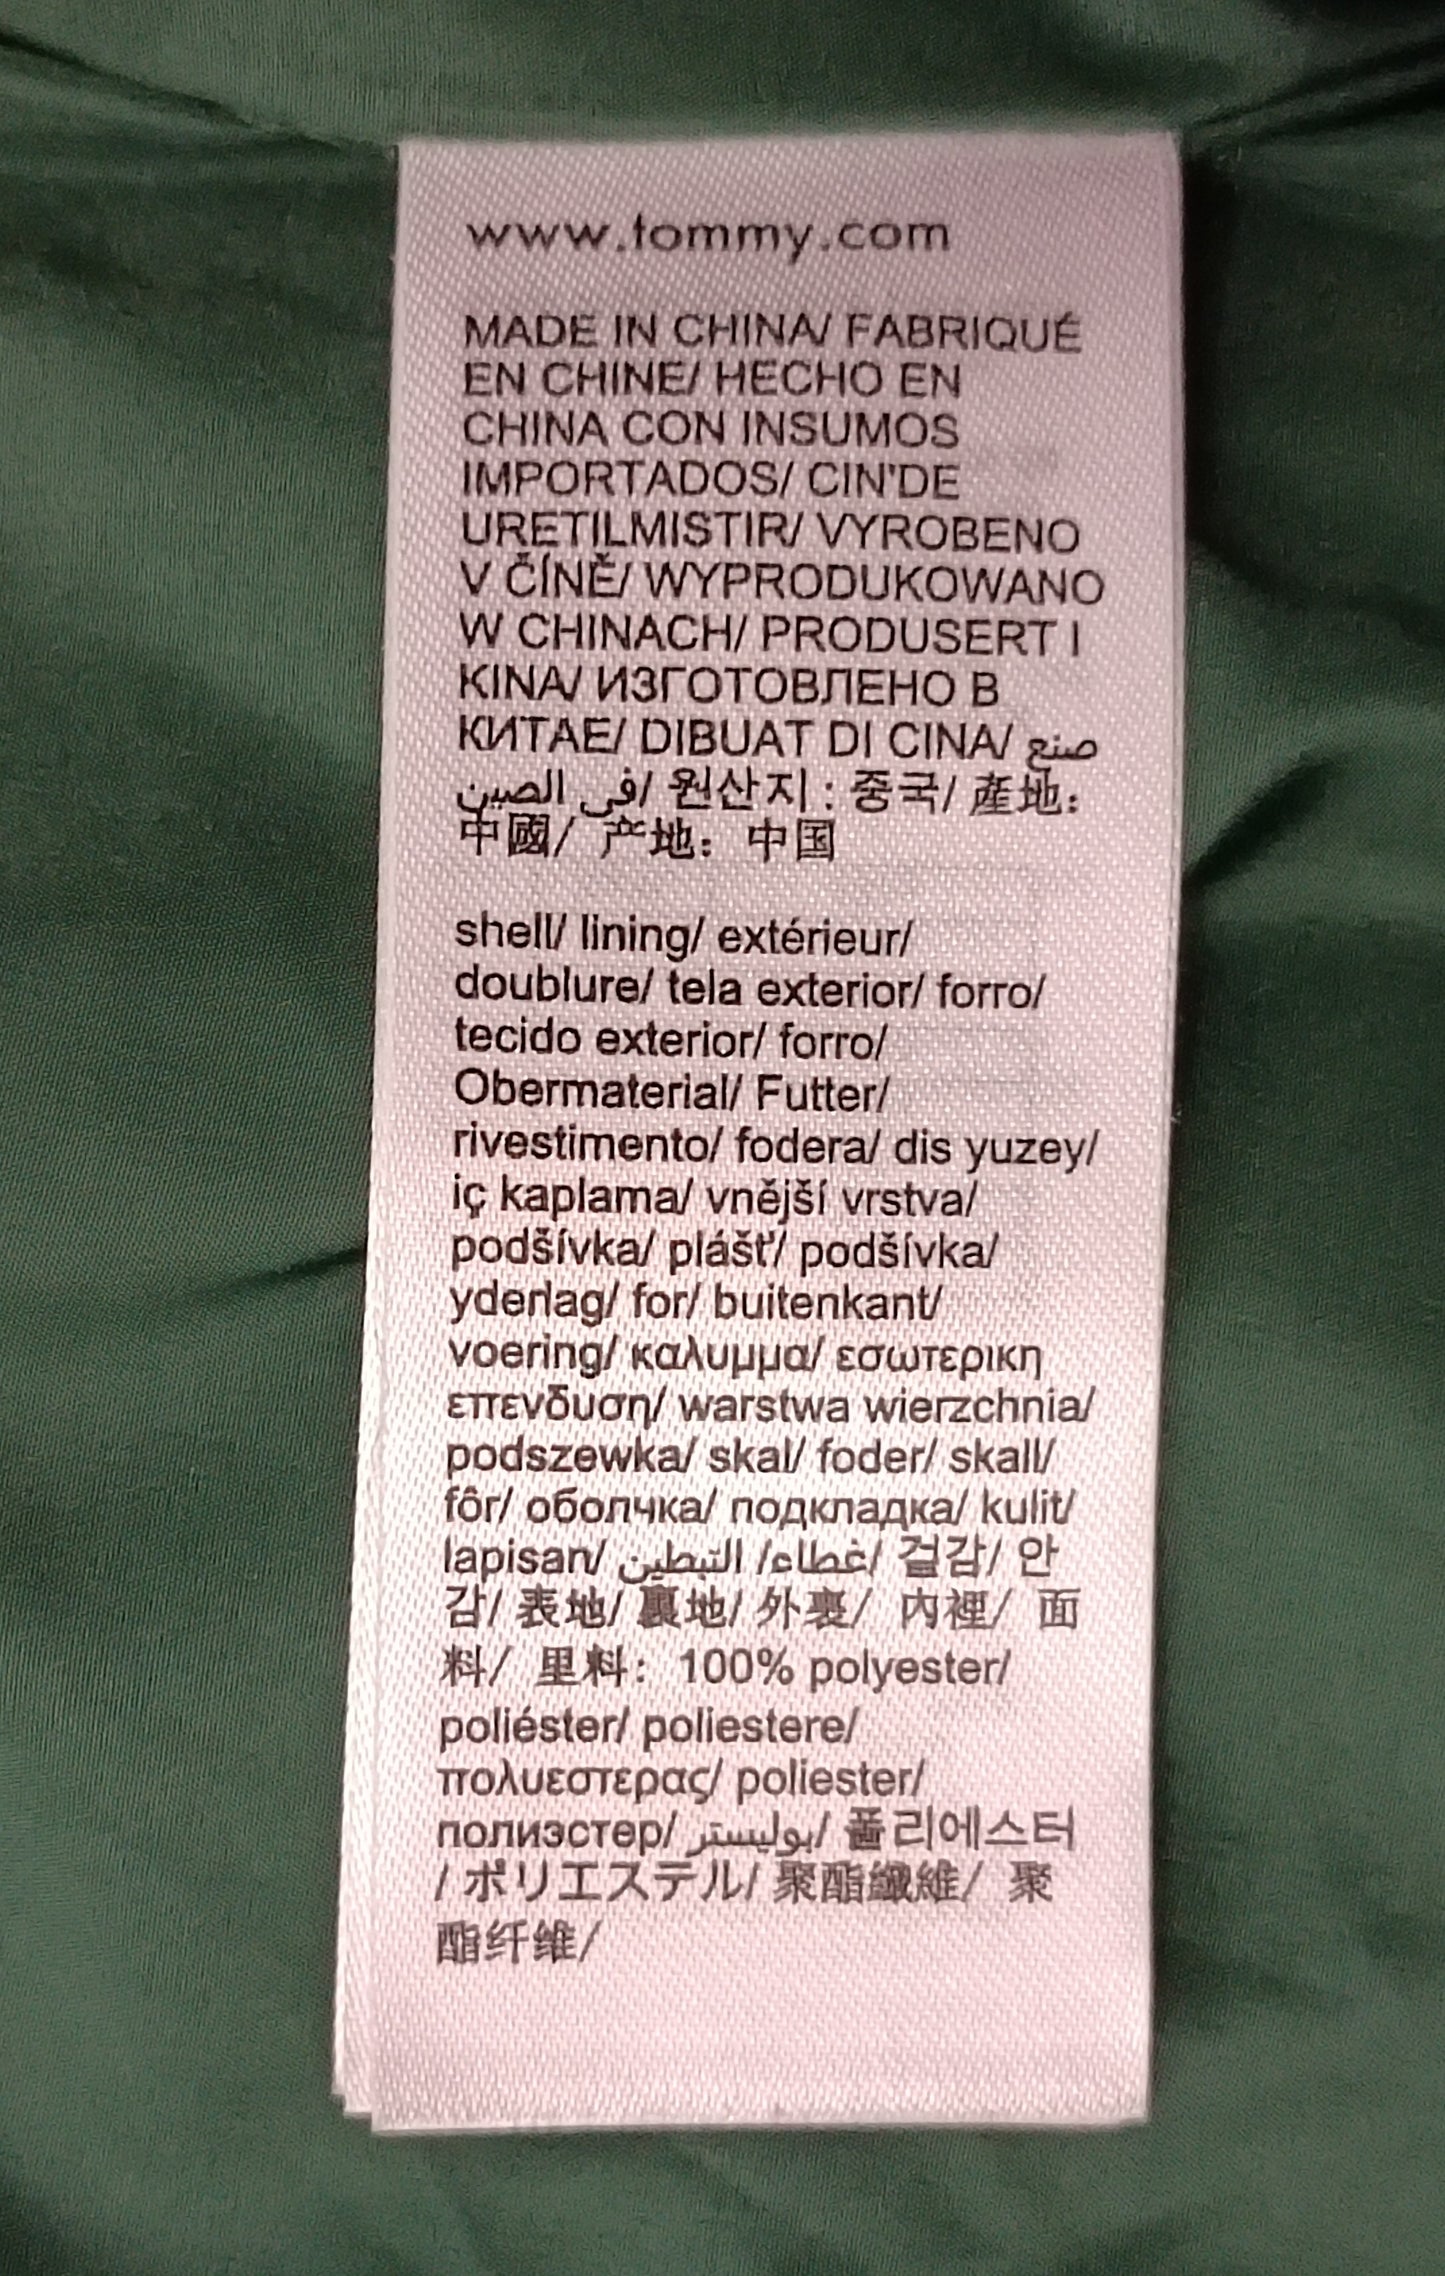 www.tommy.com
MADE IN CHINA/ FABRIQUÉ
EN CHINE/ HECHO EN
CHINA CON INSUMOS
IMPORTADOS/ CIN'DE
URETILMISTIR/ VYROBENO
V ČÍNĚ/ WYPRODUKOWANO
W CHINACH/ PRODUSERT I
KINA/ ИЗГОТОВЛЕНО В
КИТАЕ/ DIBUAT DI CINA/ صنع
في الصين/ 원산지 : 중국/ 産地:
中國/ 产地: 中国
shell/ lining/ extérieur/
doublure/ tela exterior/ forro/
tecido exterior/ forro/
Obermaterial/ Futter/
rivestimento/ fodera/ dis yuzey/
iç kaplama/ vnější vrstva/
podšívka/ plášť/ podšívka/
yderlag/ for/ buitenkant/
voering/ καλυμμα/ εσωτερικη
επενδυση/ warstwa wierzchnia/
podszewka/ skal/ foder/ skall/
fôr/ оболчка/ подкладка/ kulit/
lapisan/ غطاء/ التبطين/ 겉감/ 안
감/ 表地/ 裏地/ 外裏/ 內裡/ 面
料/ 里料: 100% polyester/
poliéster/ poliestere/
πολυεστερας/ poliester/
полиэстер/ بوليستر/ 폴리에스터
/ ポリエステル/ 聚酯纖維/ 聚
酯纤维/